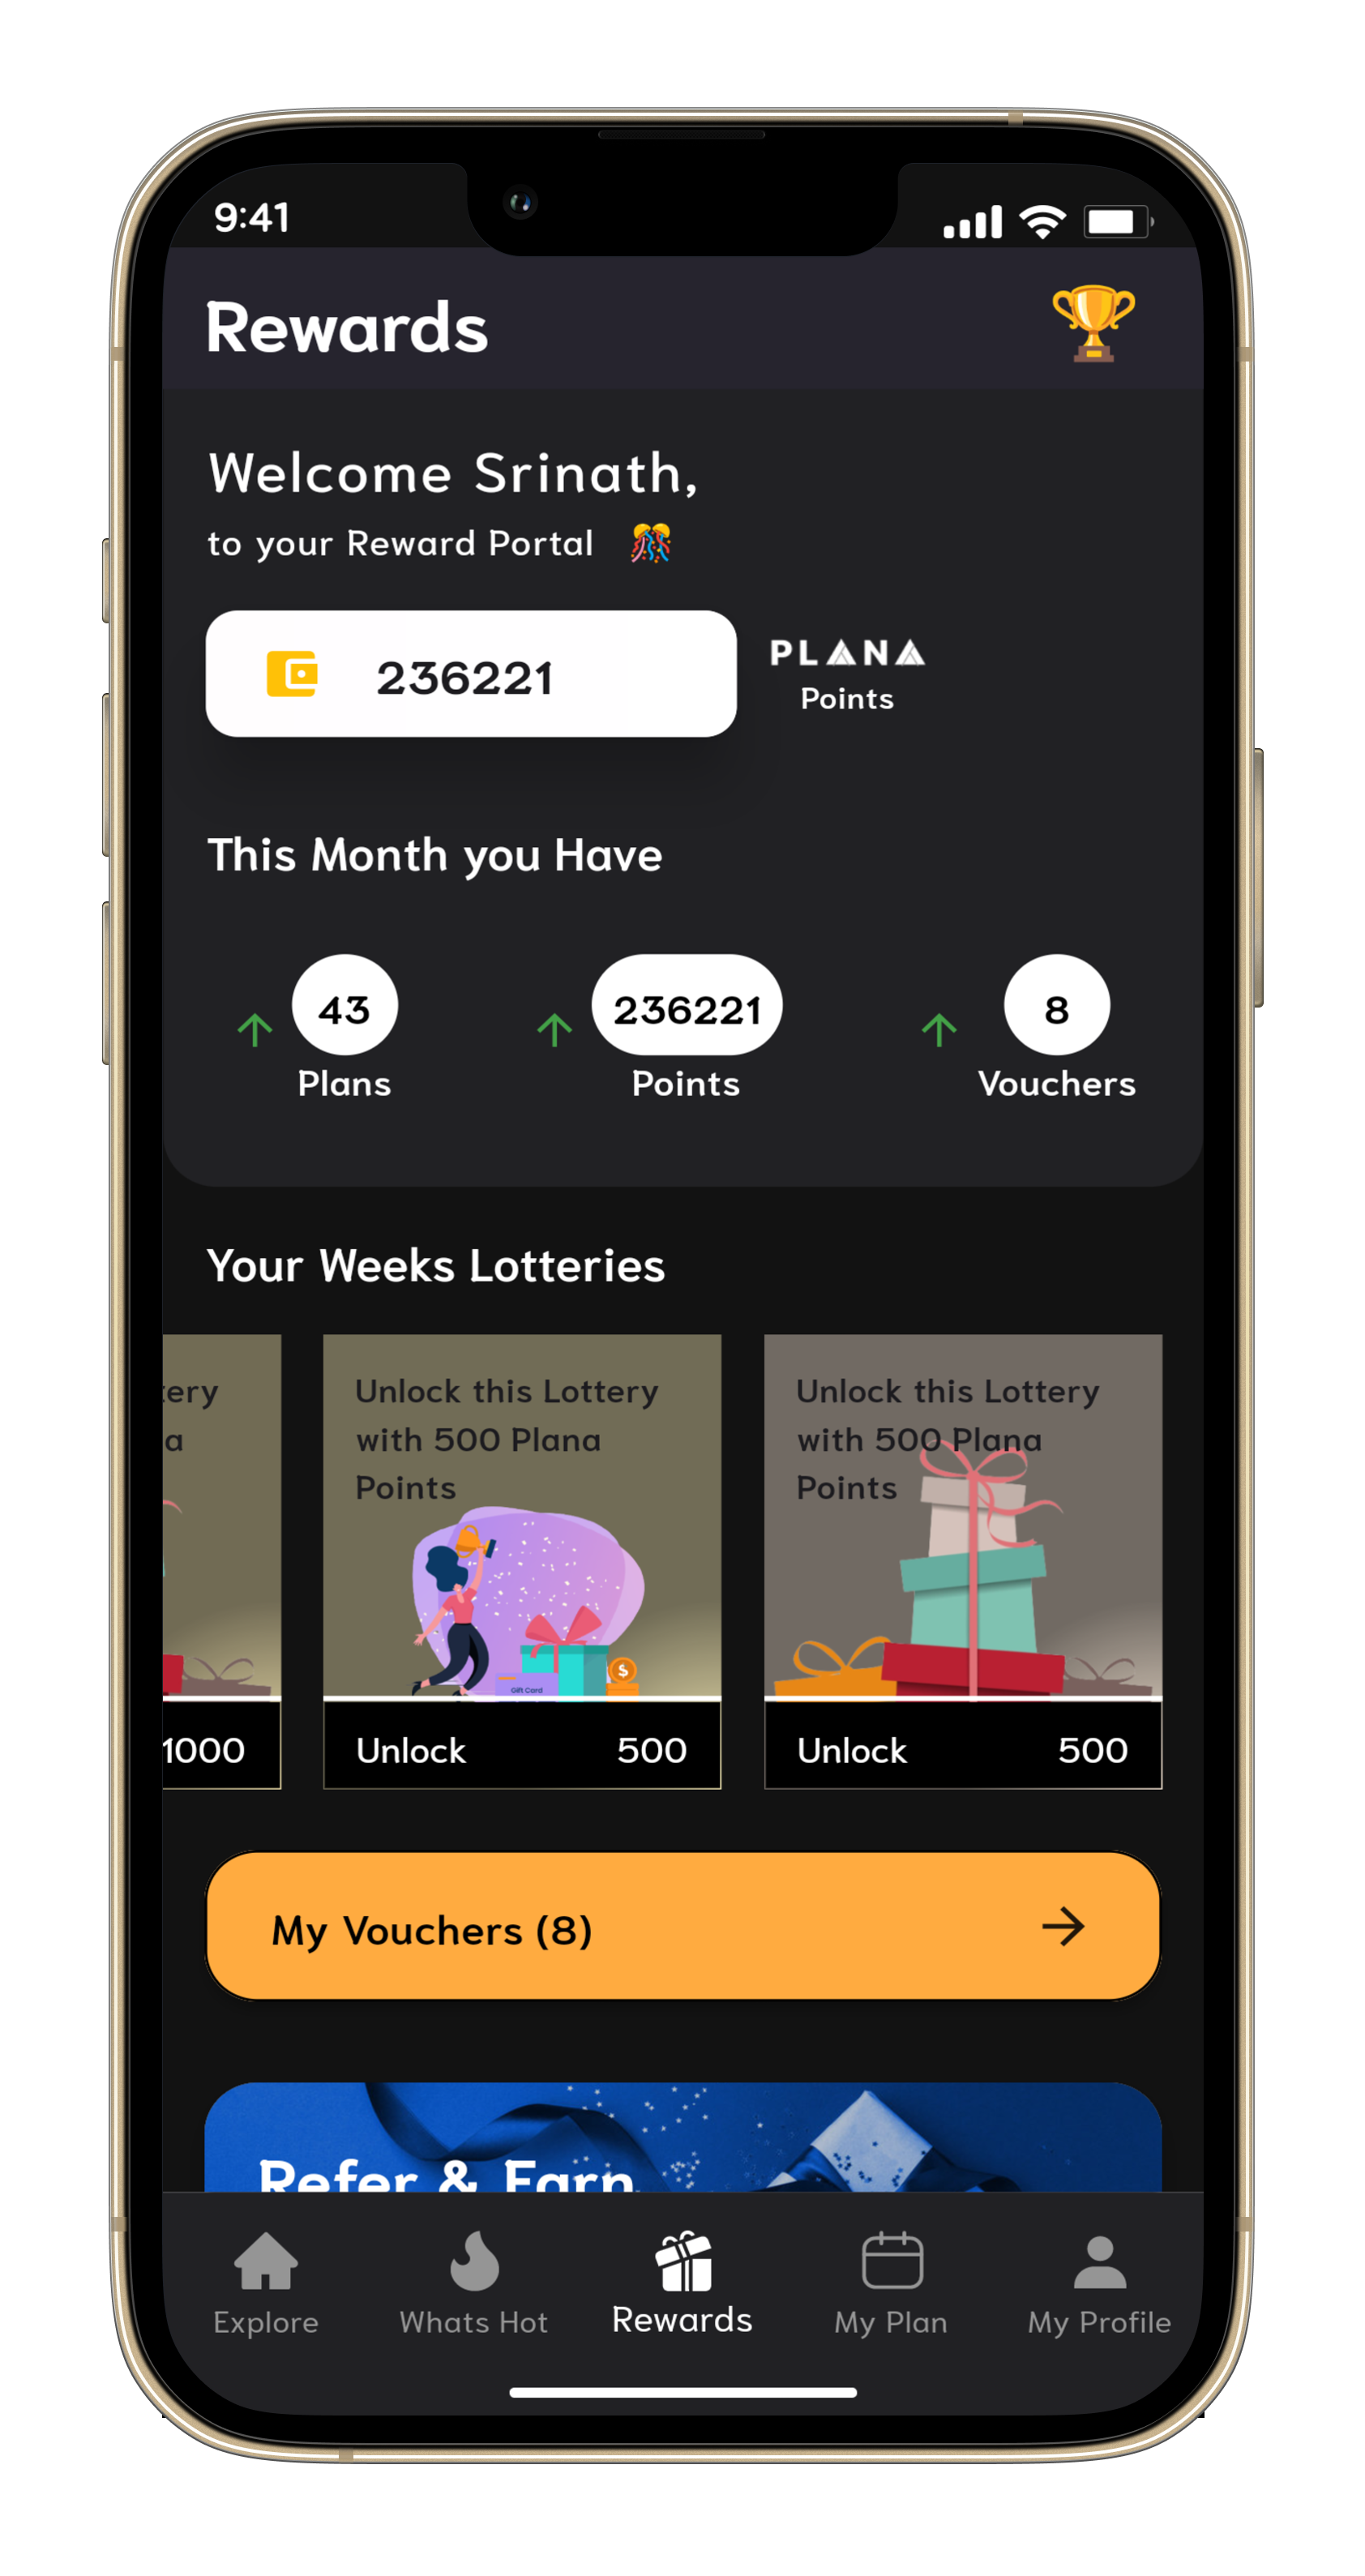 9:41
Rewards
Welcome Srinath,
to your Reward Portal
236221
PLANA
Points
This Month you Have
43
Plans
236221
Points
8
Vouchers
Your Weeks Lotteries
tery
a
1000
Unlock this Lottery
with 500 Plana
Points
Gift Card
$
Unlock 500
Unlock this Lottery
with 500 Plana
Points
Unlock 500
My Vouchers (8)
Refer & Earn
Explore
Whats Hot
Rewards
My Plan
My Profile